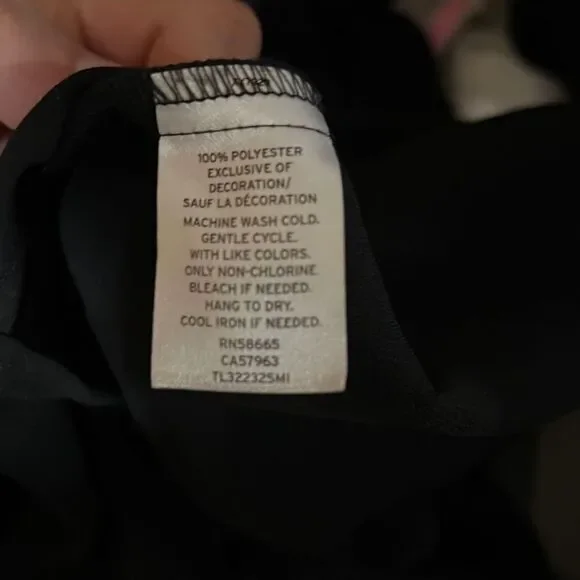 100% POLYESTER
EXCLUSIVE OF
DECORATION/
SAUF LA DÉCORATION
MACHINE WASH COLD.
GENTLE CYCLE.
WITH LIKE COLORS.
ONLY NON-CHLORINE
BLEACH IF NEEDED.
HANG TO DRY.
COOL IRON IF NEEDED.
RN58665
CA57963
TL32232SMI